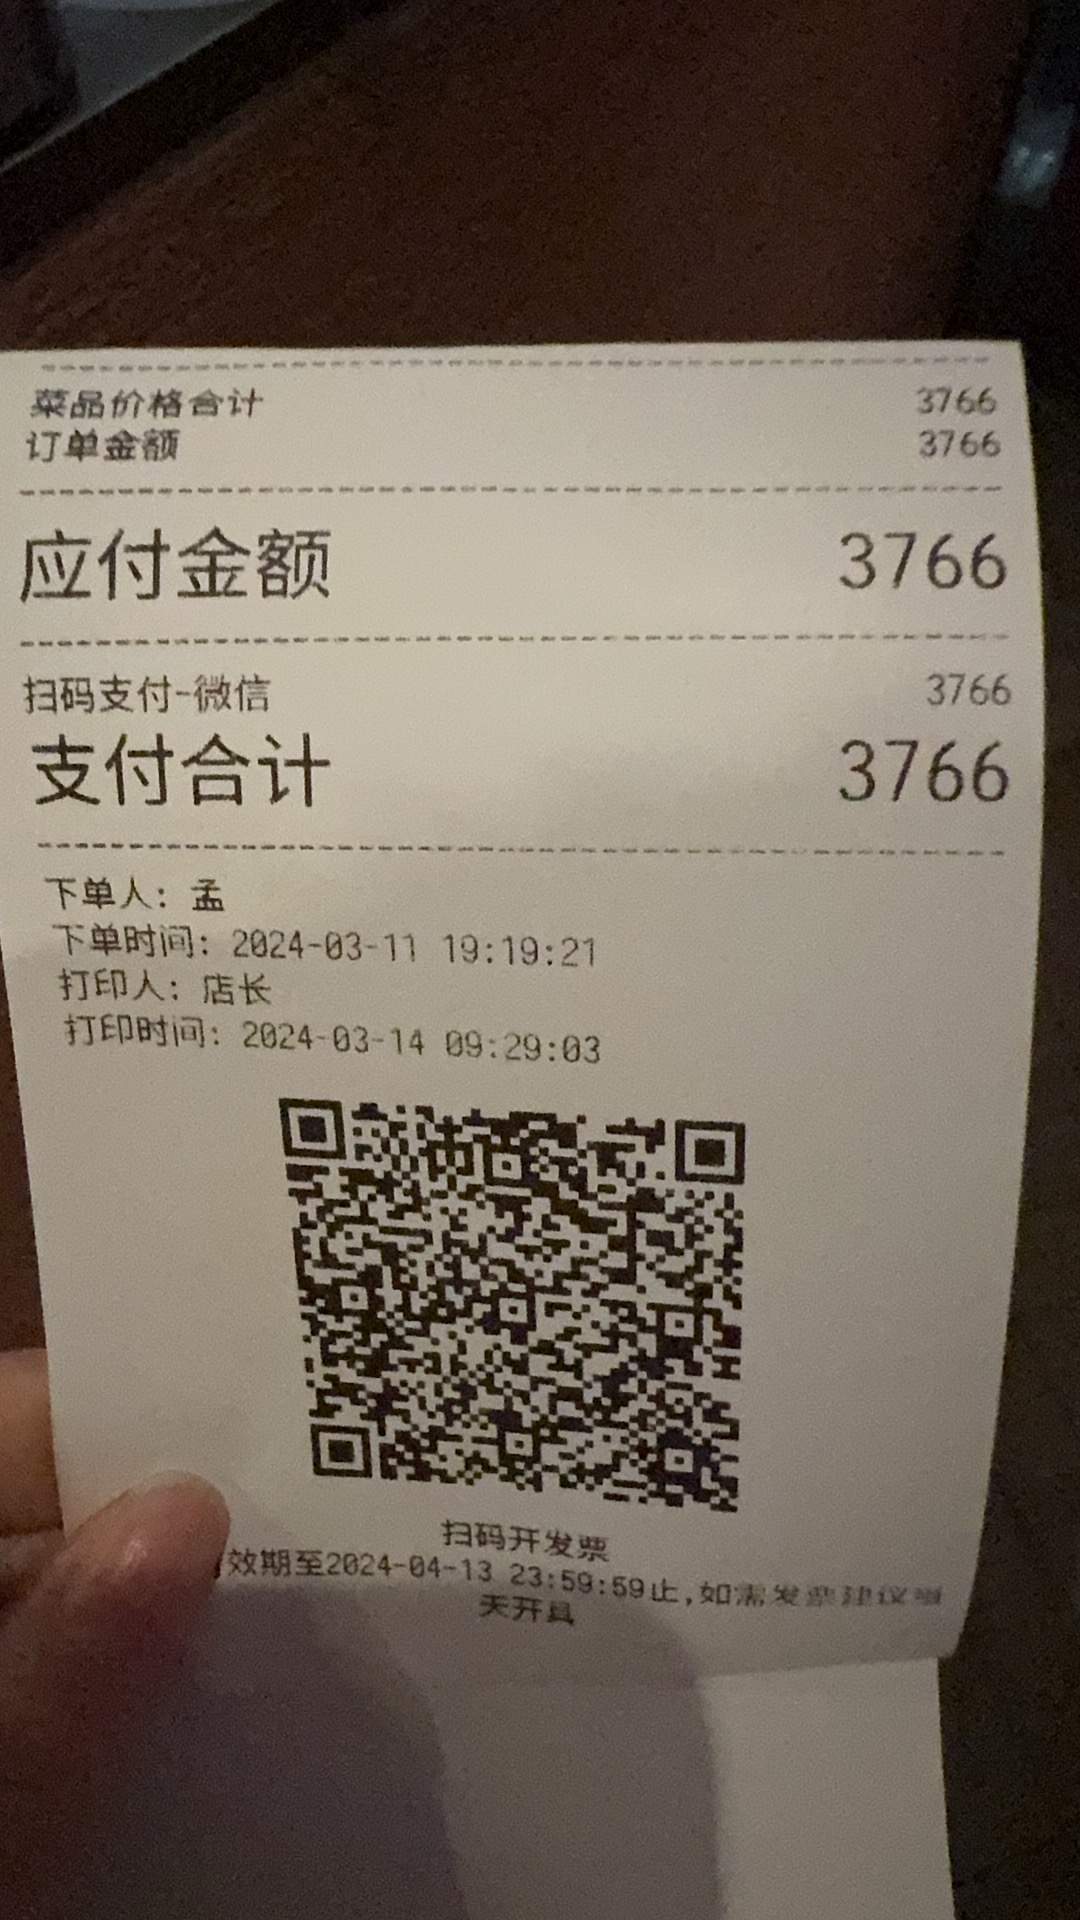 菜品价格合计 3766
订单金额 3766
应付金额 3766
扫码支付-微信 3766
支付合计 3766
下单人: 孟
下单时间: 2024-03-11 19:19:21
打印人: 店长
打印时间: 2024-03-14 09:29:03
扫码开发票
效期至2024-04-13 23:59:59止,如需发票建议当
天开具